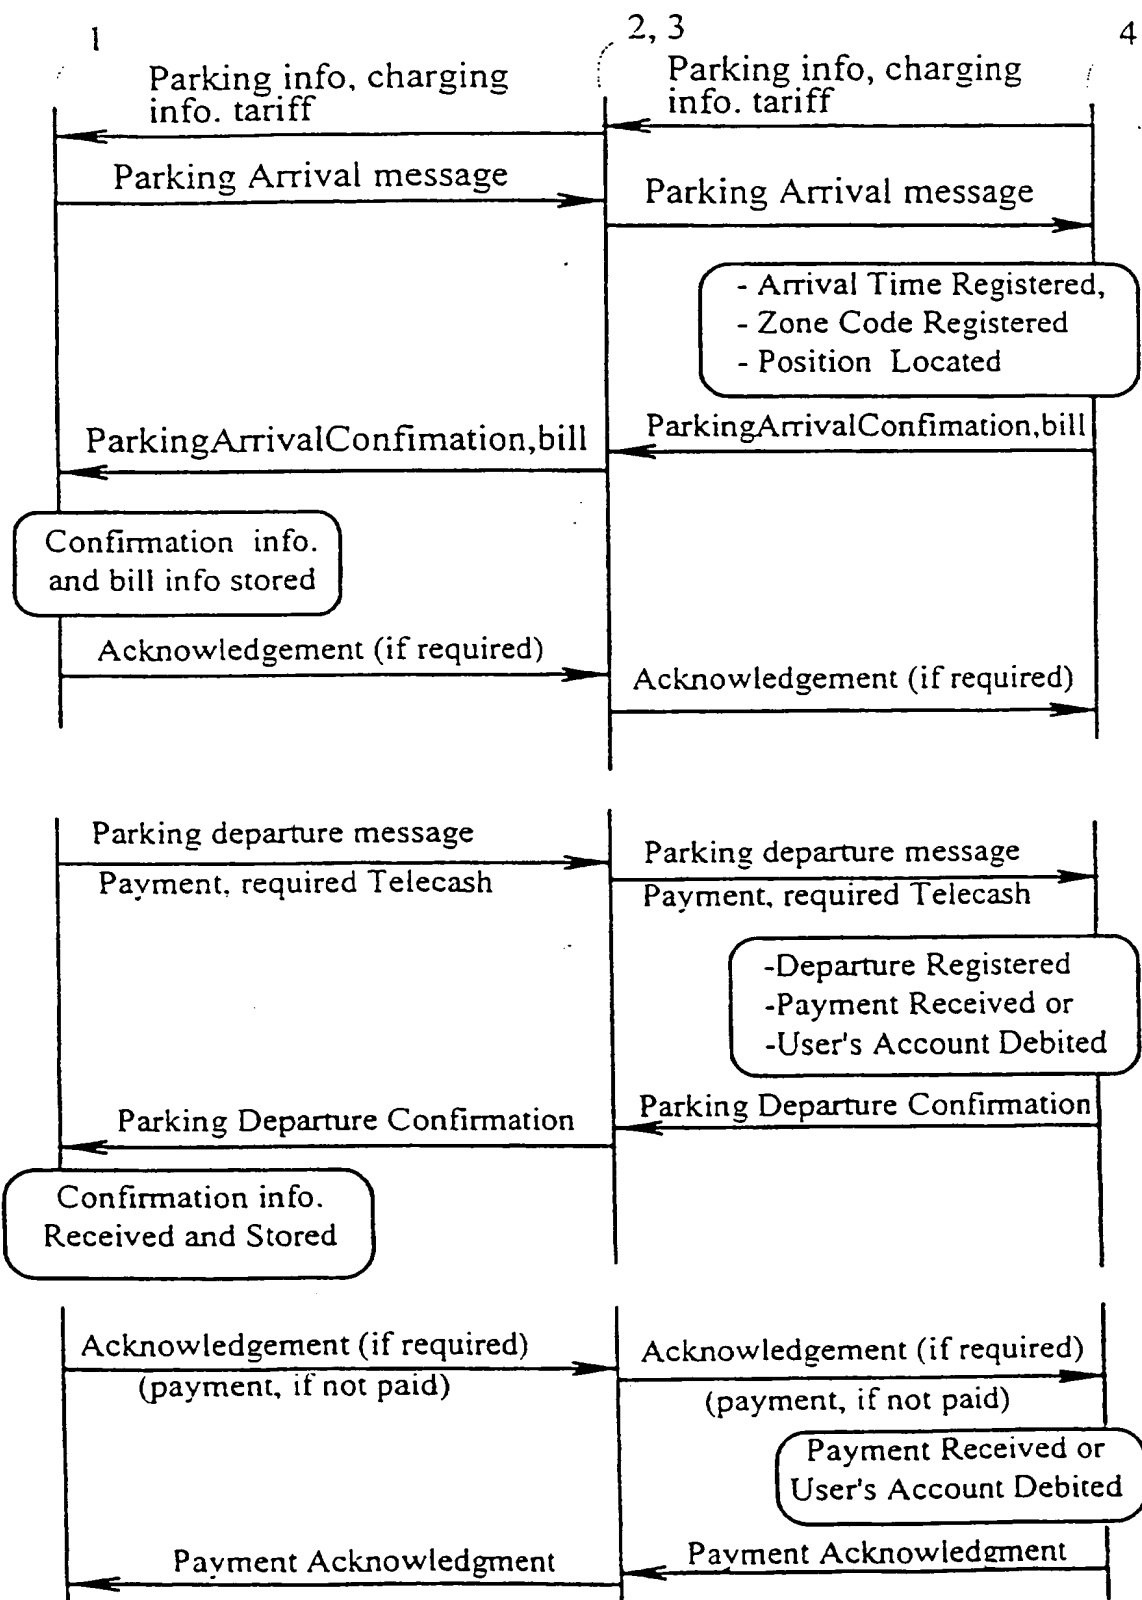 1
2, 3
4
Parking info, charging
info. tariff
Parking info, charging
info. tariff
Parking Arrival message
Parking Arrival message
- Arrival Time Registered,
- Zone Code Registered
- Position Located
ParkingArrivalConfimation,bill
ParkingArrivalConfimation,bill
Confirmation info.
and bill info stored
Acknowledgement (if required)
Acknowledgement (if required)
Parking departure message
Payment, required Telecash
Parking departure message
Payment, required Telecash
-Departure Registered
-Payment Received or
-User's Account Debited
Parking Departure Confirmation
Parking Departure Confirmation
Confirmation info.
Received and Stored
Acknowledgement (if required)
(payment, if not paid)
Acknowledgement (if required)
(payment, if not paid)
Payment Received or
User's Account Debited
Payment Acknowledgment
Payment Acknowledgment